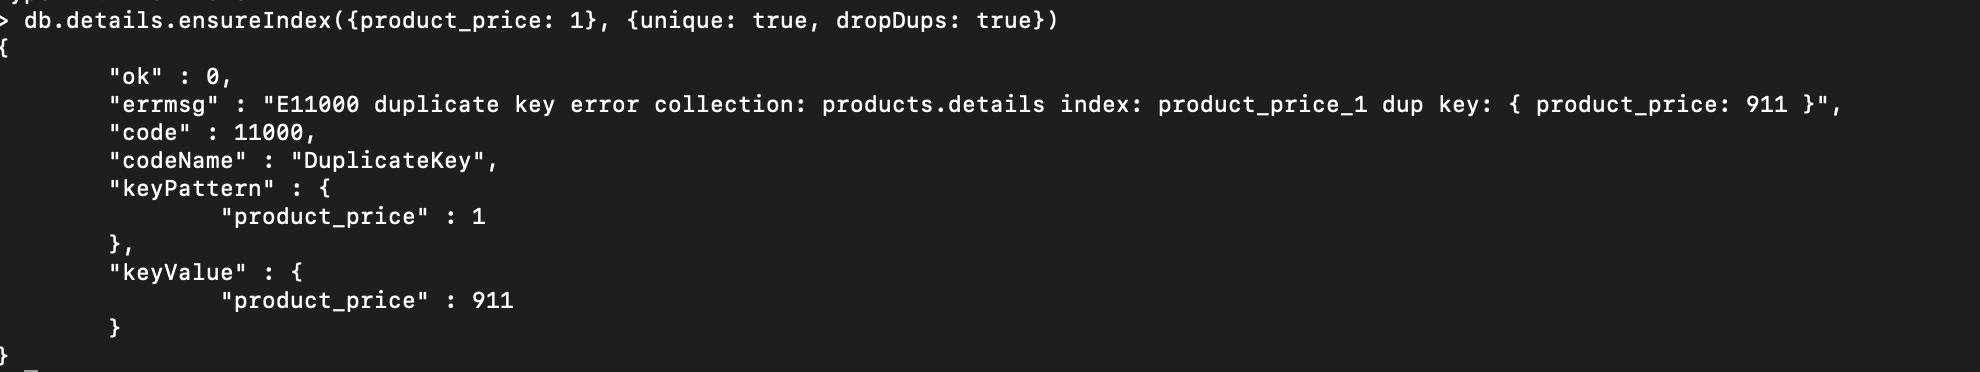 > db.details.ensureIndex({product_price: 1}, {unique: true, dropDups: true})
{
        "ok" : 0,
        "errmsg" : "E11000 duplicate key error collection: products.details index: product_price_1 dup key: { product_price: 911 }",
        "code" : 11000,
        "codeName" : "DuplicateKey",
        "keyPattern" : {
                "product_price" : 1
        },
        "keyValue" : {
                "product_price" : 911
        }
}